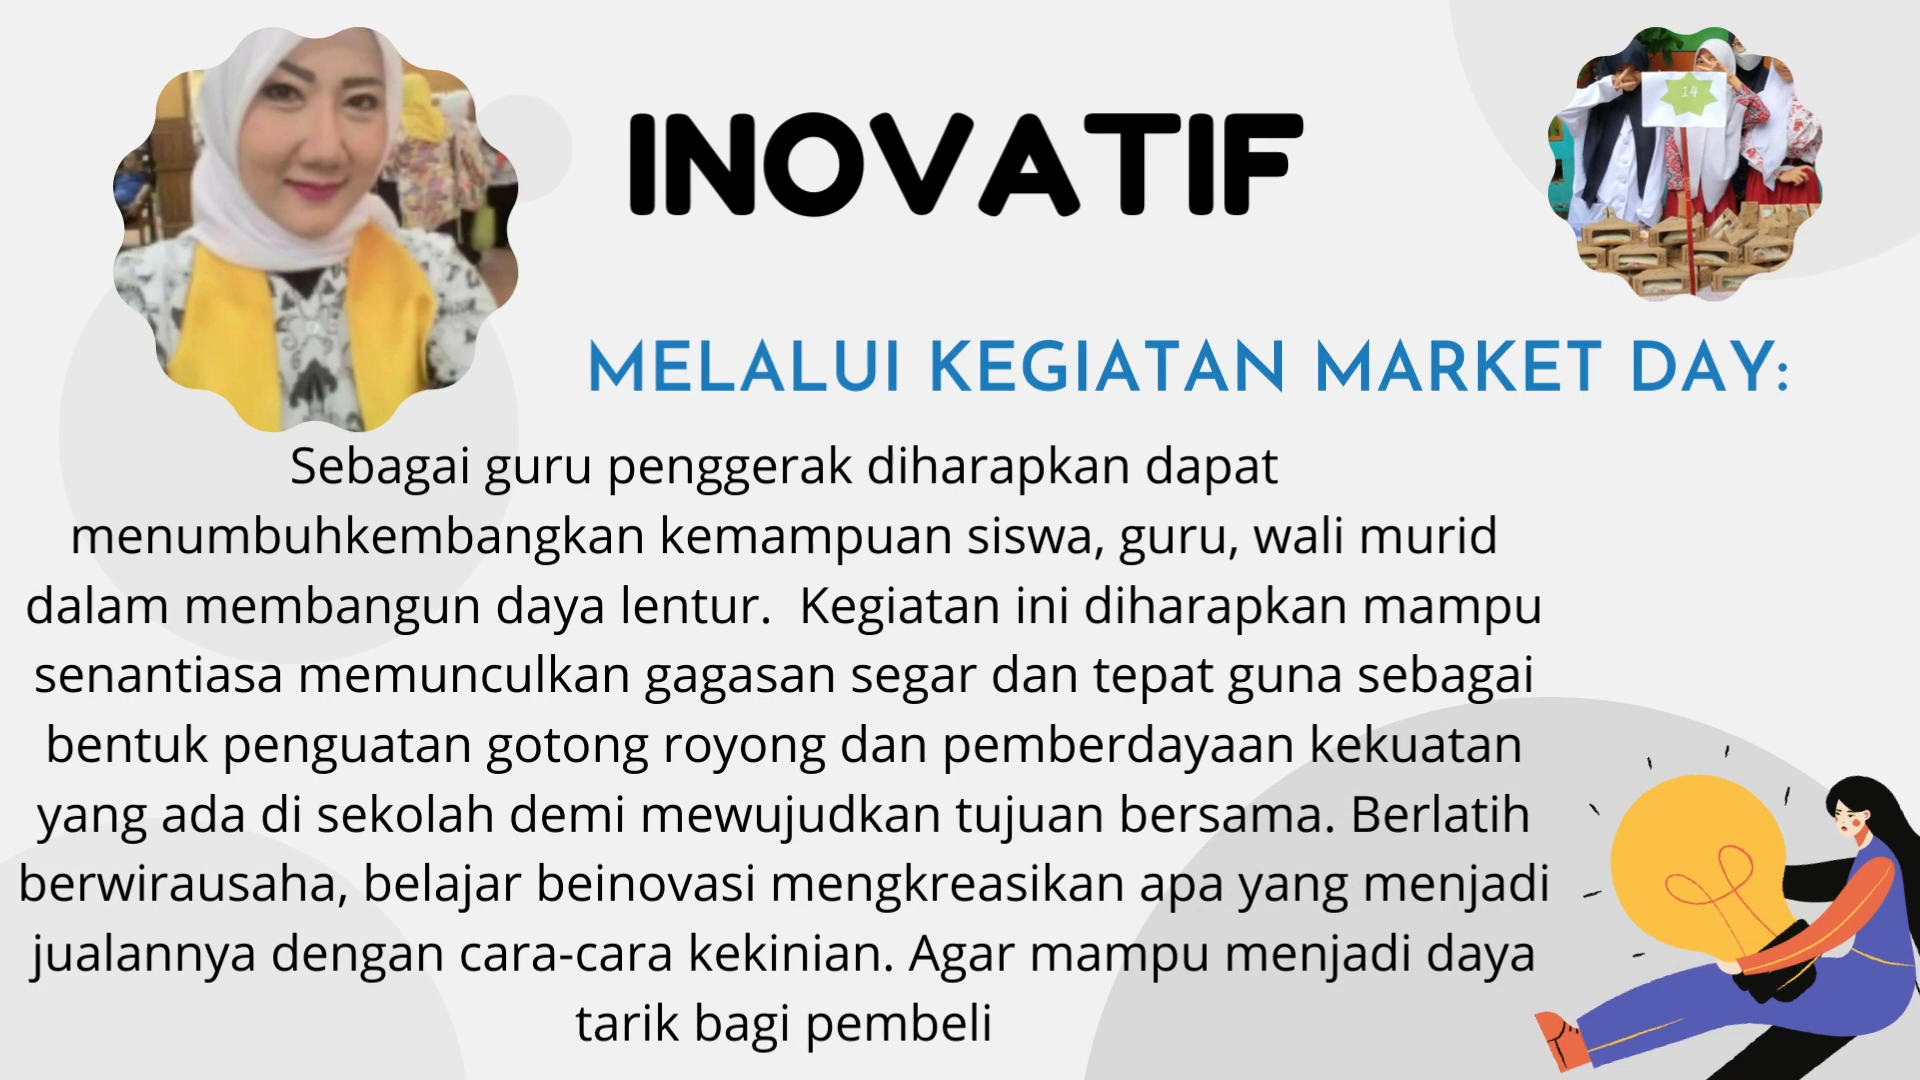 INOVATIF
14
MELALUI KEGIATAN MARKET DAY:
Sebagai guru penggerak diharapkan dapat
menumbuhkembangkan kemampuan siswa, guru, wali murid
dalam membangun daya lentur.  Kegiatan ini diharapkan mampu
senantiasa memunculkan gagasan segar dan tepat guna sebagai
bentuk penguatan gotong royong dan pemberdayaan kekuatan
yang ada di sekolah demi mewujudkan tujuan bersama. Berlatih
berwirausaha, belajar beinovasi mengkreasikan apa yang menjadi
jualannya dengan cara-cara kekinian. Agar mampu menjadi daya
tarik bagi pembeli